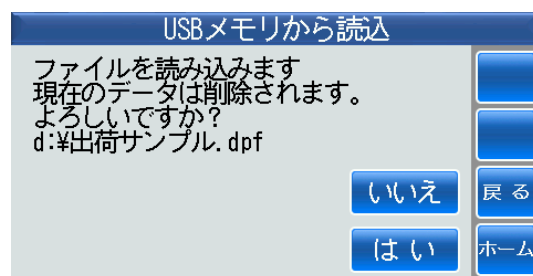 USBメモリから読込
ファイルを読み込みます
現在のデータは削除されます。
よろしいですか?
d:¥出荷サンプル.dpf
いいえ
戻る
はい
ホーム